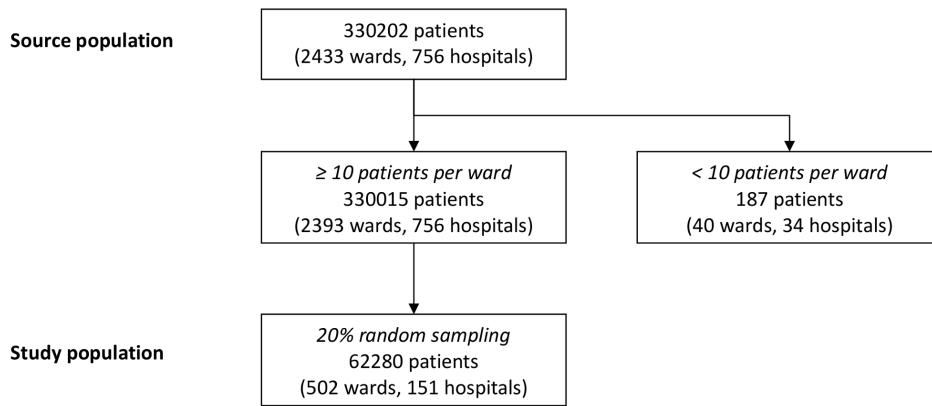 Source population
330202 patients
(2433 wards, 756 hospitals)
≥ 10 patients per ward
330015 patients
(2393 wards, 756 hospitals)
< 10 patients per ward
187 patients
(40 wards, 34 hospitals)
Study population
20% random sampling
62280 patients
(502 wards, 151 hospitals)